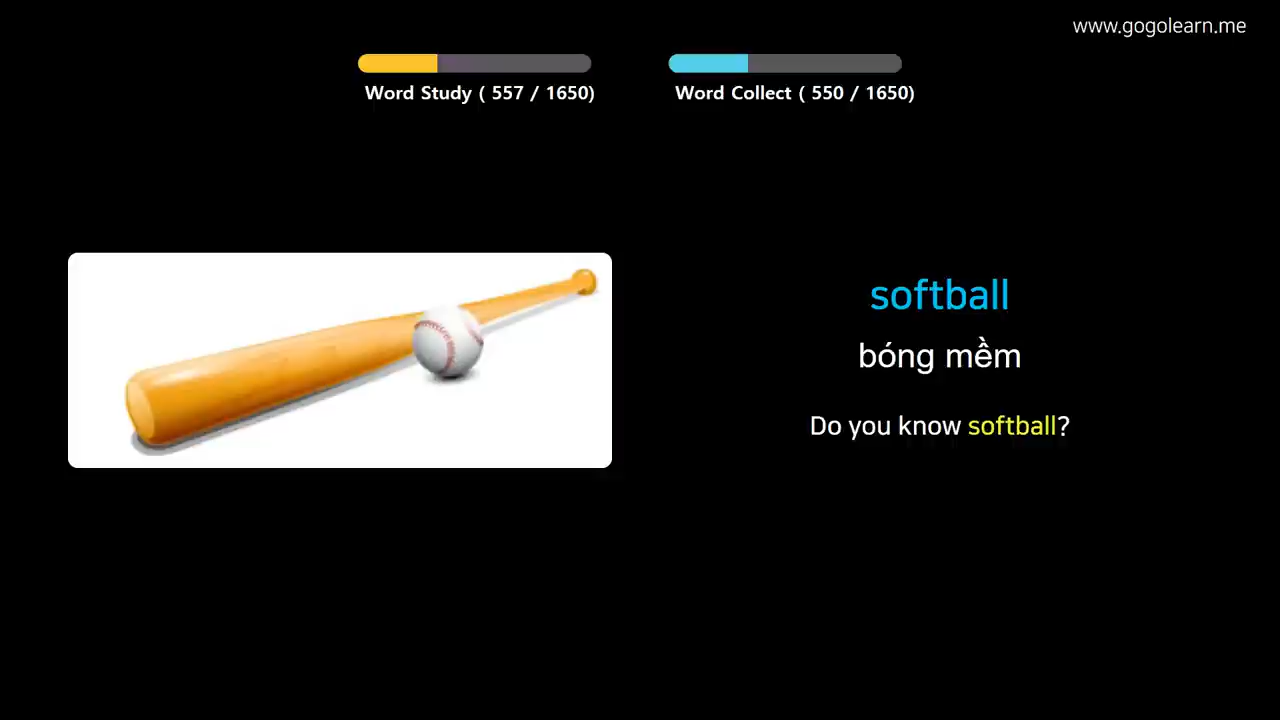 www.gogolearn.me
Word Study ( 557 / 1650)
Word Collect ( 550 / 1650)
softball
bóng mềm
Do you know softball?